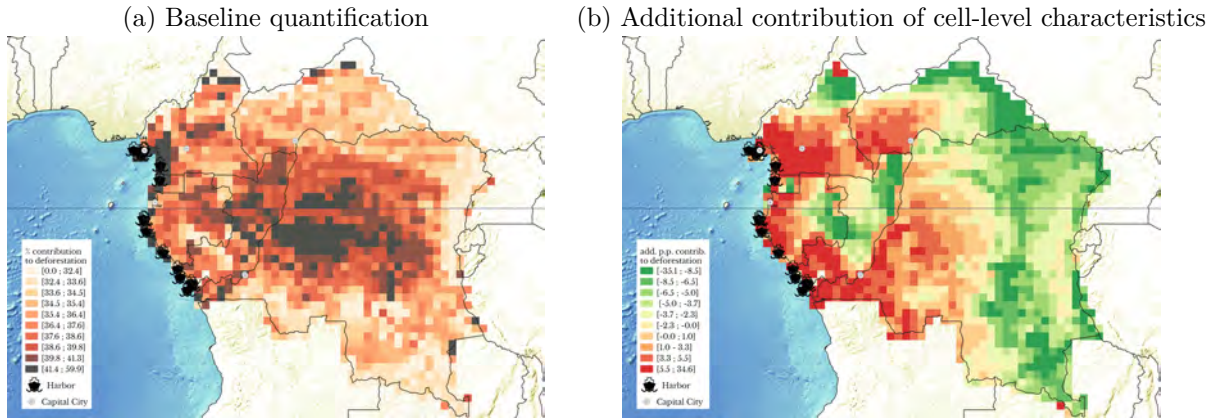 (a) Baseline quantification
(b) Additional contribution of cell-level characteristics
% contribution
to deforestation
[0.0 ; 32.4]
[32.4 ; 33.6]
[33.6 ; 34.5]
[34.5 ; 35.4]
[35.4 ; 36.4]
[36.4 ; 37.6]
[37.6 ; 38.6]
[38.6 ; 39.8]
[39.8 ; 41.3]
[41.4 ; 59.9]
Harbor
Capital City
add. p.p. contrib.
to deforestation
[-35.1 ; -8.5]
[-8.5 ; -6.5]
[-6.5 ; -5.0]
[-5.0 ; -3.7]
[-3.7 ; -2.3]
[-2.3 ; -0.0]
[-0.0 ; 1.0]
[1.0 - 3.3]
[3.3 ; 5.5]
[5.5 ; 34.6]
Harbor
Capital City